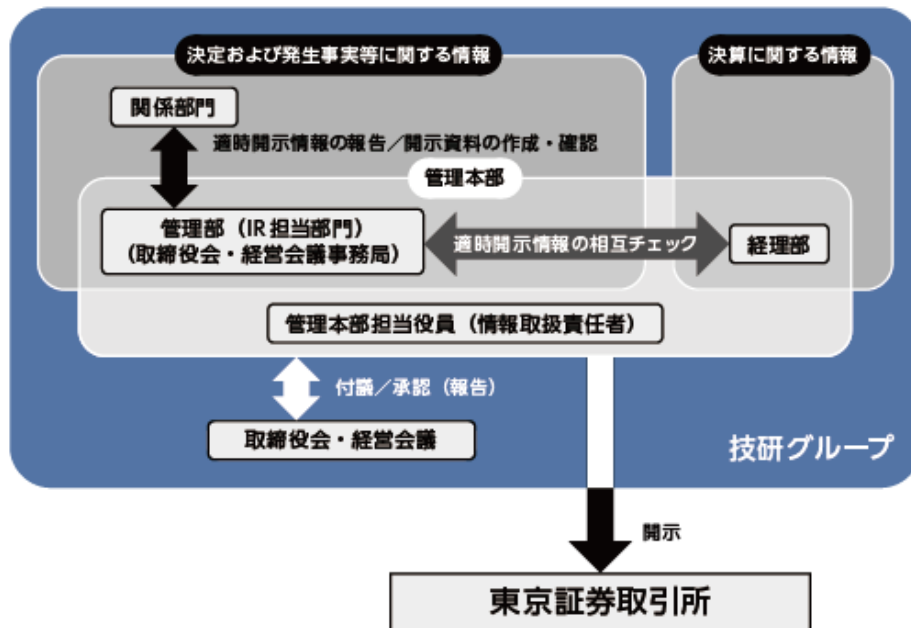 決定および発生事実等に関する情報
決算に関する情報
関係部門
適時開示情報の報告／開示資料の作成・確認
管理本部
管理部（IR担当部門）
（取締役会・経営会議事務局）
適時開示情報の相互チェック
経理部
管理本部担当役員（情報取扱責任者）
付議／承認（報告）
取締役会・経営会議
技研グループ
開示
東京証券取引所